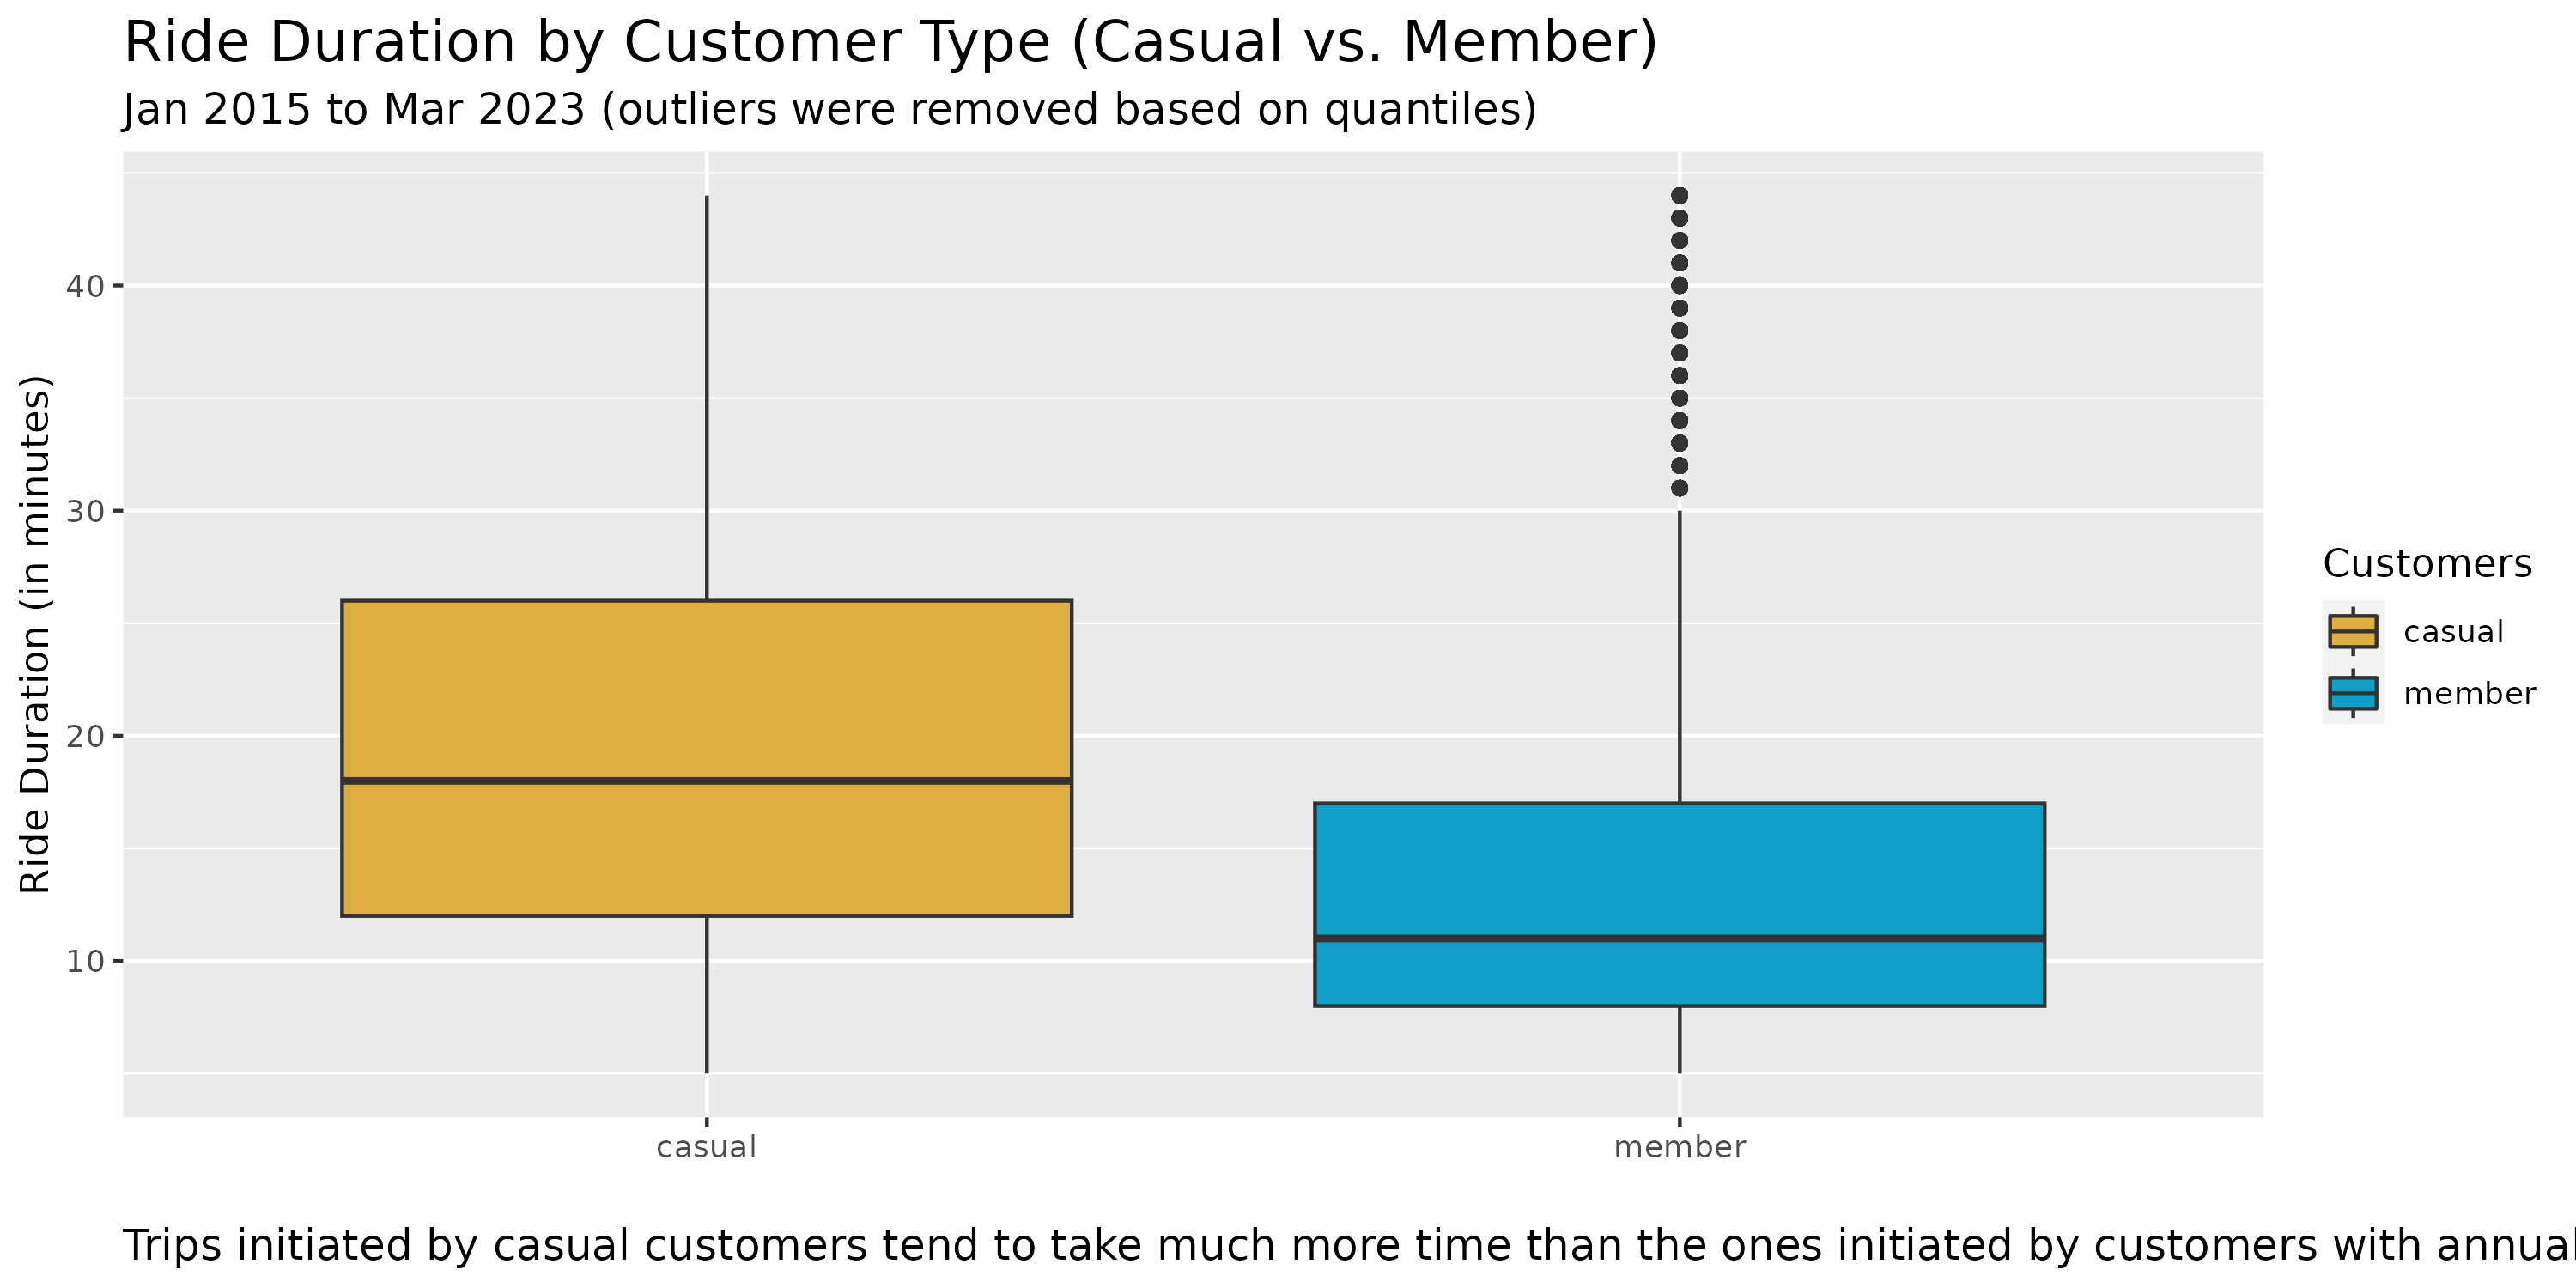 Ride Duration by Customer Type (Casual vs. Member)
Jan 2015 to Mar 2023 (outliers were removed based on quantiles)
Ride Duration (in minutes)
40
30
20
10
casual
member
Customers
casual
member
Trips initiated by casual customers tend to take much more time than the ones initiated by customers with annual